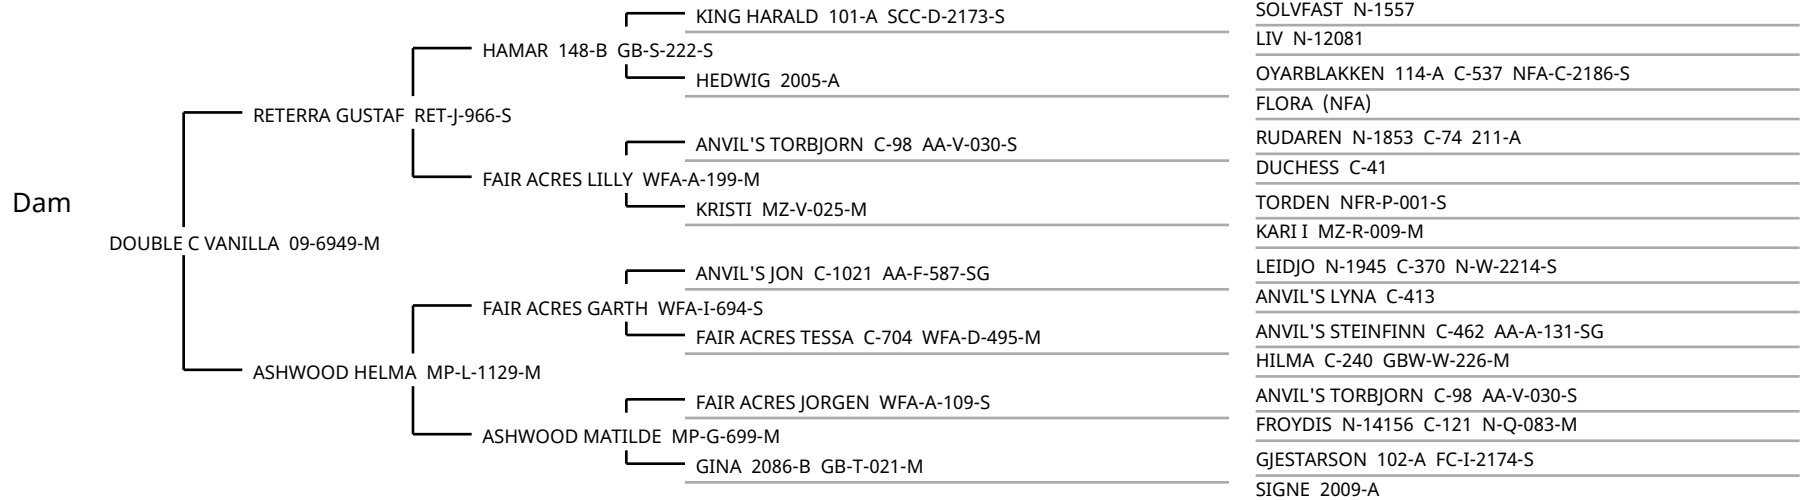 KING HARALD 101-A SCC-D-2173-S
SOLVFAST N-1557
LIV N-12081
HAMAR 148-B GB-S-222-S
HEDWIG 2005-A
OYARBLAKKEN 114-A C-537 NFA-C-2186-S
FLORA (NFA)
RETERRA GUSTAF RET-J-966-S
ANVIL'S TORBJORN C-98 AA-V-030-S
RUDAREN N-1853 C-74 211-A
DUCHESS C-41
FAIR ACRES LILLY WFA-A-199-M
KRISTI MZ-V-025-M
TORDEN NFR-P-001-S
KARI I MZ-R-009-M
Dam
DOUBLE C VANILLA 09-6949-M
ANVIL'S JON C-1021 AA-F-587-SG
LEIDJO N-1945 C-370 N-W-2214-S
ANVIL'S LYNA C-413
FAIR ACRES GARTH WFA-I-694-S
FAIR ACRES TESSA C-704 WFA-D-495-M
ANVIL'S STEINFINN C-462 AA-A-131-SG
HILMA C-240 GBW-W-226-M
ASHWOOD HELMA MP-L-1129-M
FAIR ACRES JORGEN WFA-A-109-S
ANVIL'S TORBJORN C-98 AA-V-030-S
FROYDIS N-14156 C-121 N-Q-083-M
ASHWOOD MATILDE MP-G-699-M
GINA 2086-B GB-T-021-M
GJESTARSON 102-A FC-I-2174-S
SIGNE 2009-A